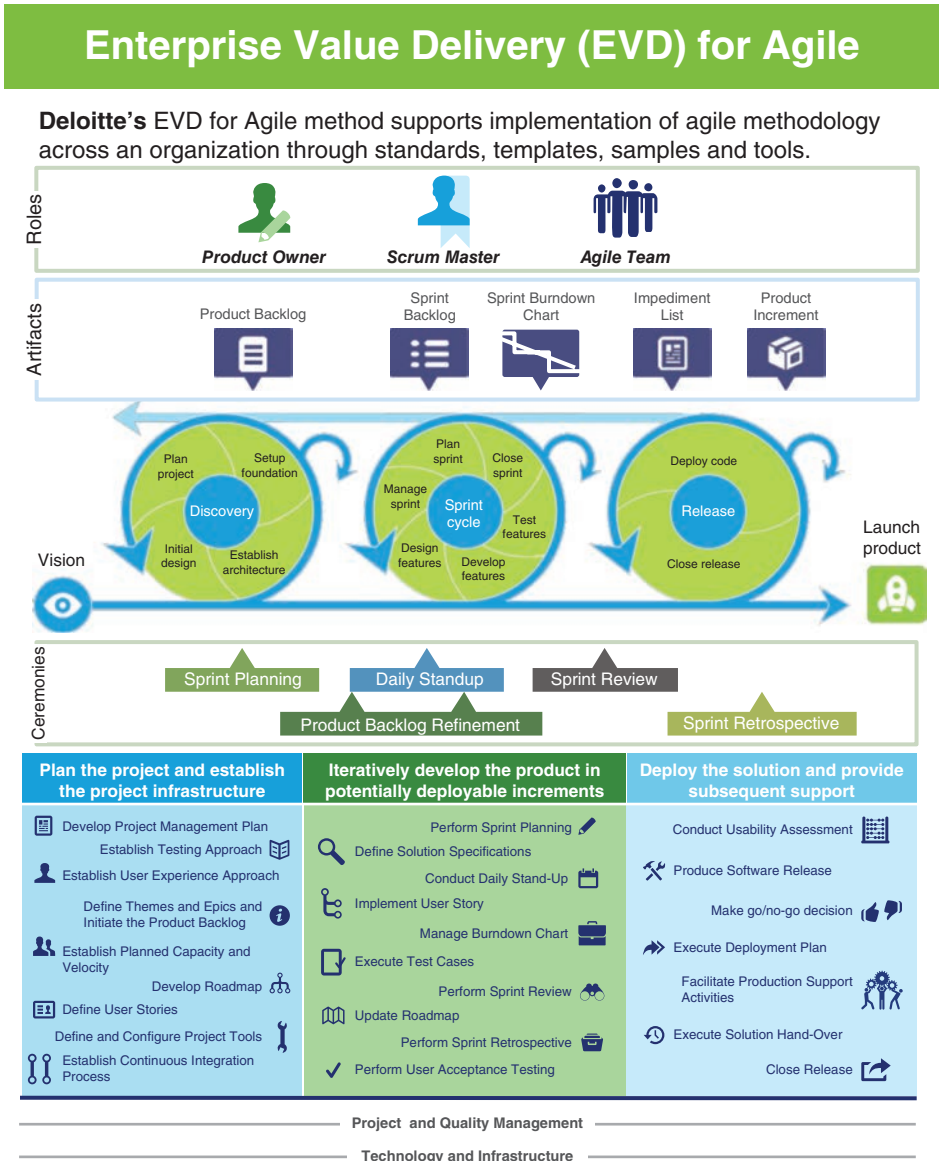 Enterprise Value Delivery (EVD) for Agile
Deloitte's EVD for Agile method supports implementation of agile methodology
across an organization through standards, templates, samples and tools.
Roles
Product Owner
Scrum Master
Agile Team
Artifacts
Product Backlog
Sprint
Backlog
Sprint Burndown
Chart
Impediment
List
Product
Increment
Vision
Plan
project
Setup
foundation
Discovery
Initial
design
Establish
architecture
Plan
sprint
Close
sprint
Manage
sprint
Sprint
cycle
Test
features
Design
features
Develop
features
Deploy code
Release
Close release
Launch
product
Ceremonies
Sprint Planning
Daily Standup
Sprint Review
Product Backlog Refinement
Sprint Retrospective
Plan the project and establish
the project infrastructure
Develop Project Management Plan
Establish Testing Approach
Establish User Experience Approach
Define Themes and Epics and
Initiate the Product Backlog
Establish Planned Capacity and
Velocity
Develop Roadmap
Define User Stories
Define and Configure Project Tools
Establish Continuous Integration
Process
Iteratively develop the product in
potentially deployable increments
Perform Sprint Planning
Define Solution Specifications
Conduct Daily Stand-Up
Implement User Story
Manage Burndown Chart
Execute Test Cases
Perform Sprint Review
Update Roadmap
Perform Sprint Retrospective
Perform User Acceptance Testing
Deploy the solution and provide
subsequent support
Conduct Usability Assessment
Produce Software Release
Make go/no-go decision
Execute Deployment Plan
Facilitate Production Support
Activities
Execute Solution Hand-Over
Close Release
Project and Quality Management
Technology and Infrastructure